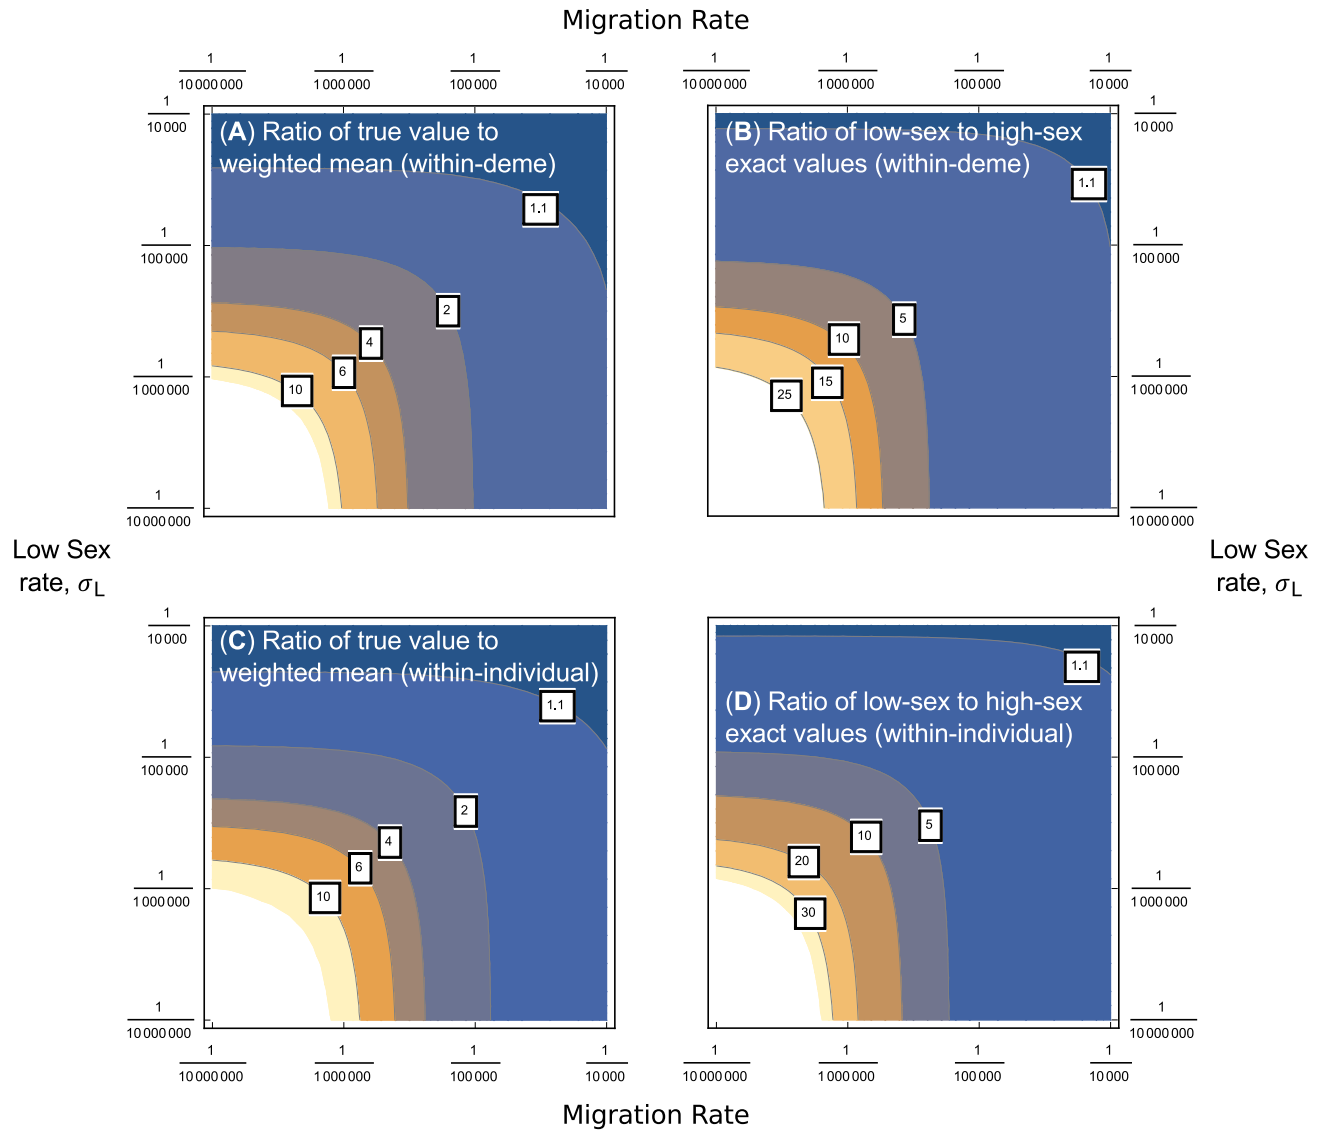 Migration Rate
1 1 1 1 1 1 1 1
10 000 000 1 000 000 100 000 10 000 10 000 000 1 000 000 100 000 10 000
1
10 000
(A) Ratio of true value to
weighted mean (within-deme)
1.1
1
100 000
2
4
6
1
1 000 000
10
1
10 000 000
(B) Ratio of low-sex to high-sex
exact values (within-deme)
1
10 000
1.1
1
100 000
5
10
15
1
1 000 000
25
1
10 000 000
Low Sex
rate, σL
Low Sex
rate, σL
1
10 000
(C) Ratio of true value to
weighted mean (within-individual)
1.1
1
100 000
2
4
6
1
1 000 000
10
1
10 000 000
1
10 000
1.1
(D) Ratio of low-sex to high-sex
exact values (within-individual)
1
100 000
5
10
20
1
1 000 000
30
1
10 000 000
1 1 1 1 1 1 1 1
10 000 000 1 000 000 100 000 10 000 10 000 000 1 000 000 100 000 10 000
Migration Rate